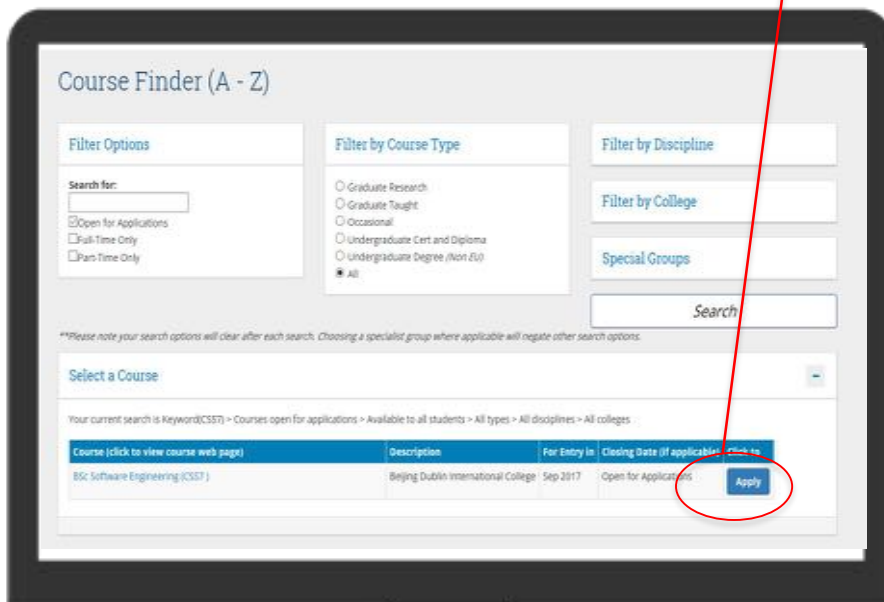 Course Finder (A - Z)
Filter Options
Search for:
Open for Applications
Full-Time Only
Part-Time Only
Filter by Course Type
Graduate Research
Graduate Taught
Occasional
Undergraduate Cert and Diploma
Undergraduate Degree (Non EU)
All
Filter by Discipline
Filter by College
Special Groups
Search
**Please note your search options will clear after each search. Choosing a specialist group where applicable will negate other search options.
Select a Course -
Your current search is Keyword(CSS7) > Courses open for applications > Available to all students > All types > All disciplines > All colleges
Course (click to view course web page) Description For Entry in Closing Date (if applicable) Click to
BSc Software Engineering (CSS7 ) Beijing Dublin International College Sep 2017 Open for Applications Apply